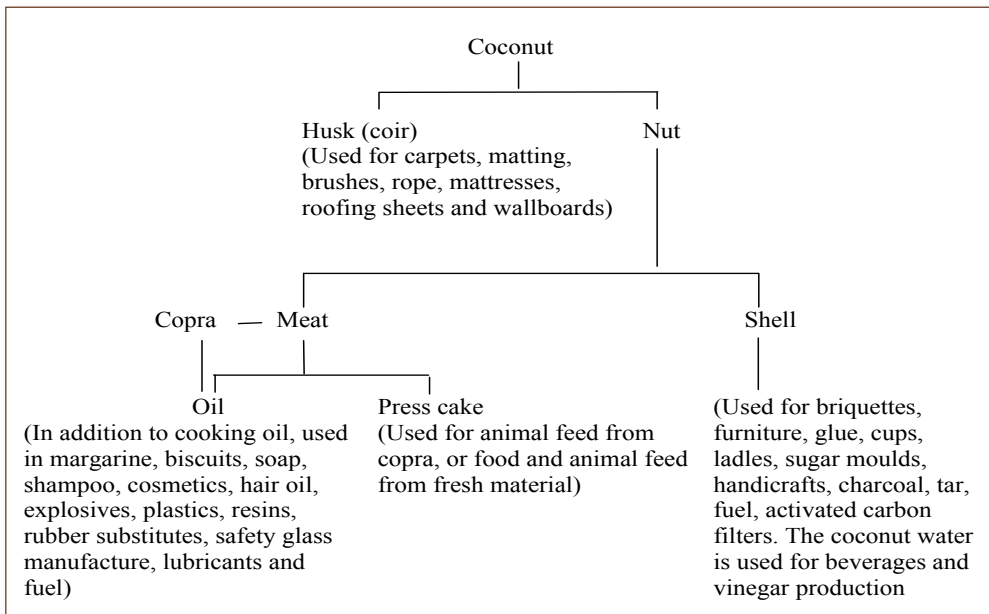 Coconut
Husk (coir)
(Used for carpets, matting,
brushes, rope, mattresses,
roofing sheets and wallboards)
Nut
Copra
Meat
Shell
Oil
(In addition to cooking oil, used
in margarine, biscuits, soap,
shampoo, cosmetics, hair oil,
explosives, plastics, resins,
rubber substitutes, safety glass
manufacture, lubricants and
fuel)
Press cake
(Used for animal feed from
copra, or food and animal feed
from fresh material)
(Used for briquettes,
furniture, glue, cups,
ladles, sugar moulds,
handicrafts, charcoal, tar,
fuel, activated carbon
filters. The coconut water
is used for beverages and
vinegar production